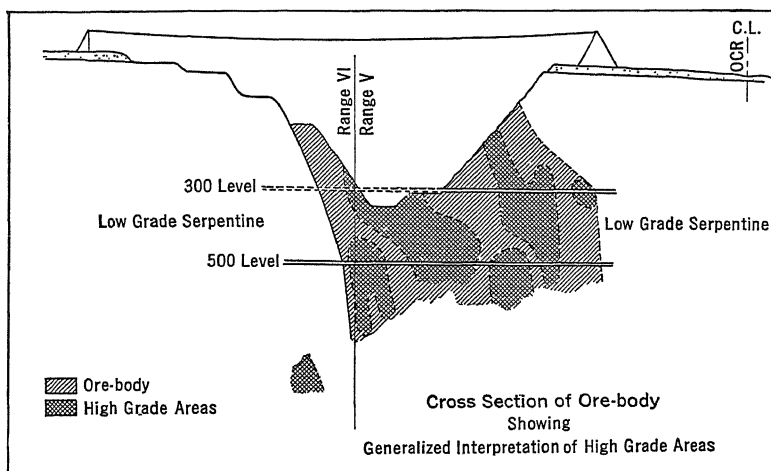 C.L.
OCR
Range VI
Range V
300 Level
Low Grade Serpentine
Low Grade Serpentine
500 Level
Ore-body
High Grade Areas
Cross Section of Ore-body
Showing
Generalized Interpretation of High Grade Areas